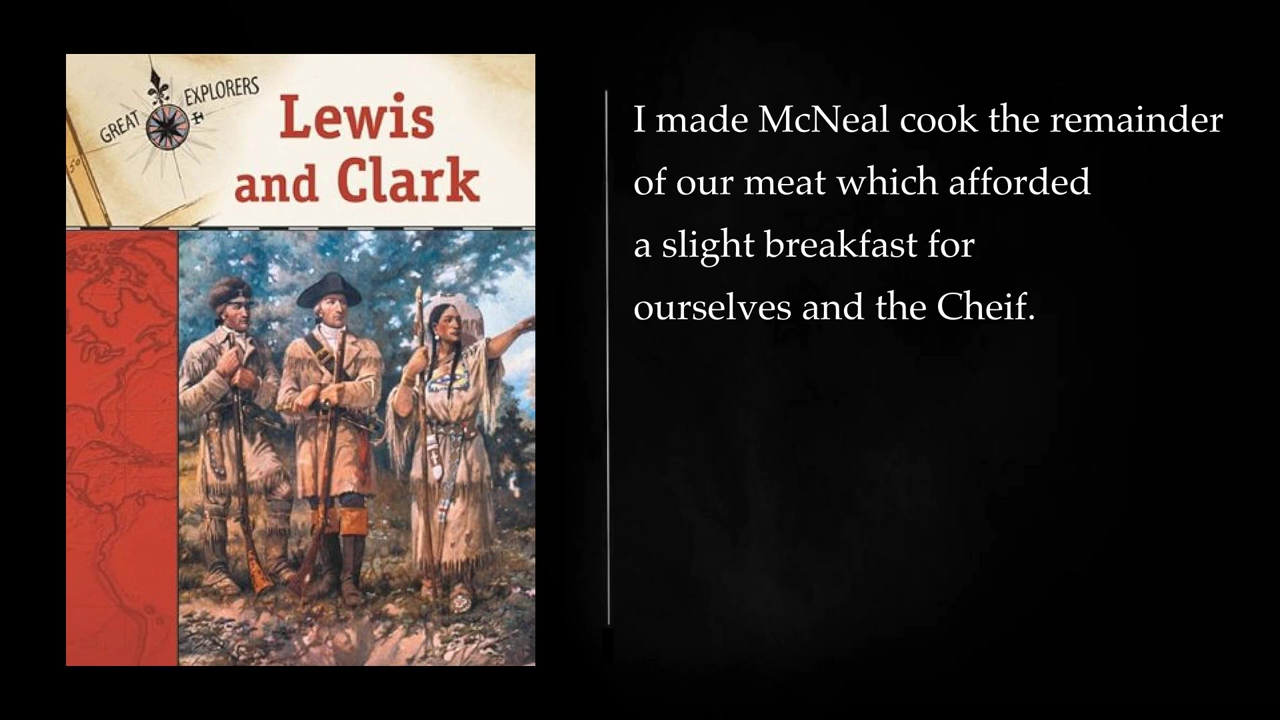 GREAT EXPLORERS
Lewis
and Clark
I made McNeal cook the remainder
of our meat which afforded
a slight breakfast for
ourselves and the Cheif.